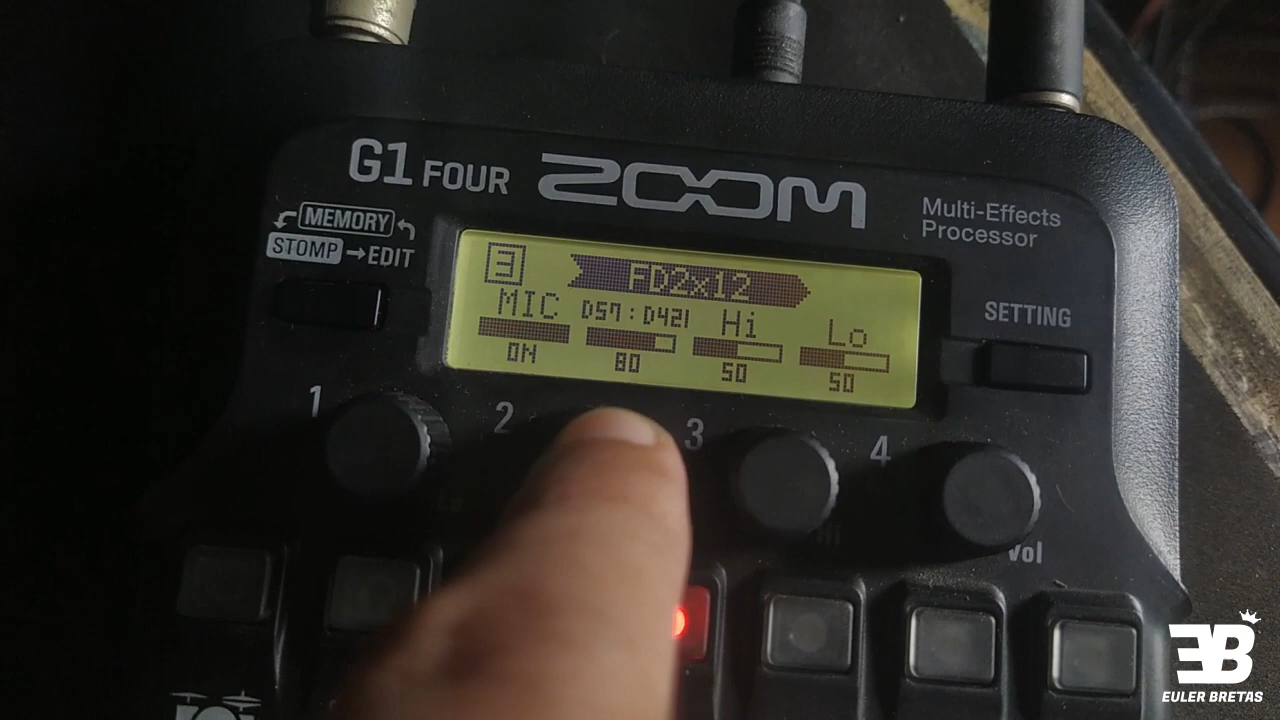 G1 FOUR ZOOM
Multi-Effects
Processor
MEMORY
STOMP → EDIT
SETTING
3 FD2x12
MIC D57:D421 Hi Lo
ON 80 50 50
1 2 3 4
Vol
EB
EULER BRETAS